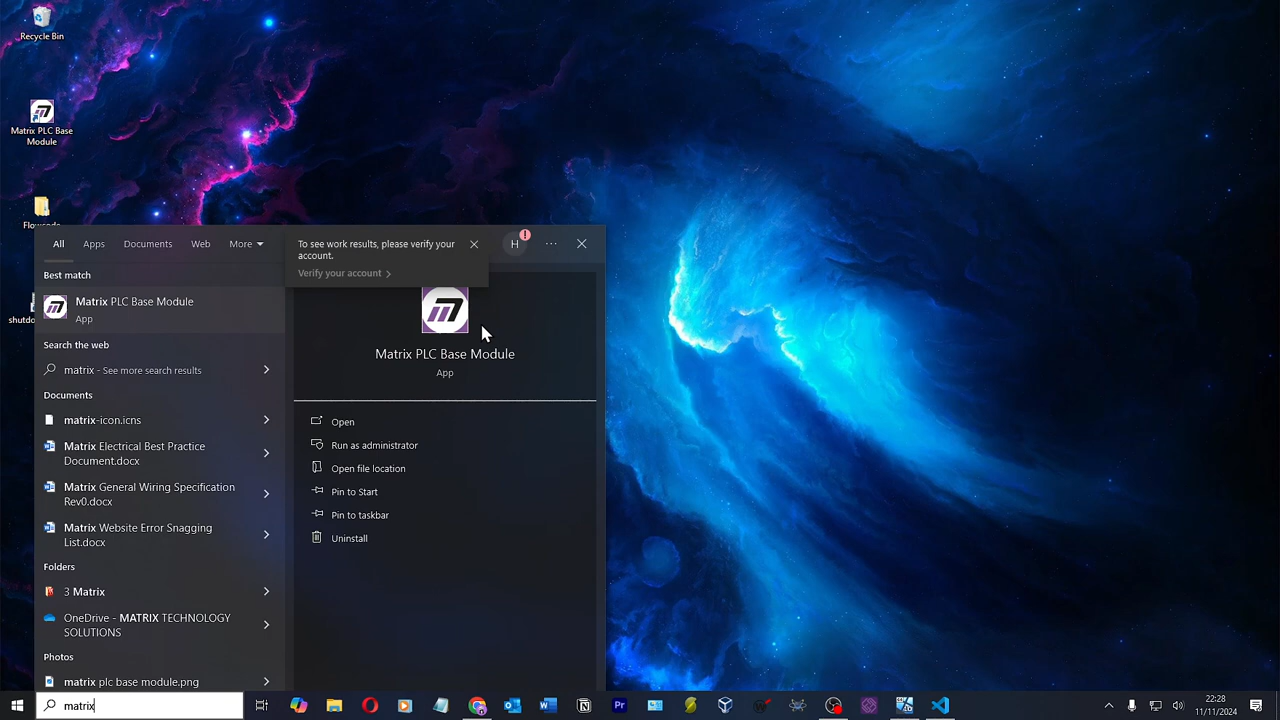 Recycle Bin
Matrix PLC Base
Module
All
Apps
Documents
Web
More
To see work results, please verify your
account.
Verify your account
H
!
...
Best match
Matrix PLC Base Module
App
Search the web
matrix - See more search results
Documents
matrix-icon.icns
Matrix Electrical Best Practice
Document.docx
Matrix General Wiring Specification
Rev0.docx
Matrix Website Error Snagging
List.docx
Folders
3 Matrix
OneDrive - MATRIX TECHNOLOGY
SOLUTIONS
Photos
matrix plc base module.png
Matrix PLC Base Module
App
Open
Run as administrator
Open file location
Pin to Start
Pin to taskbar
Uninstall
matrix
Pr
22:28
11/11/2024